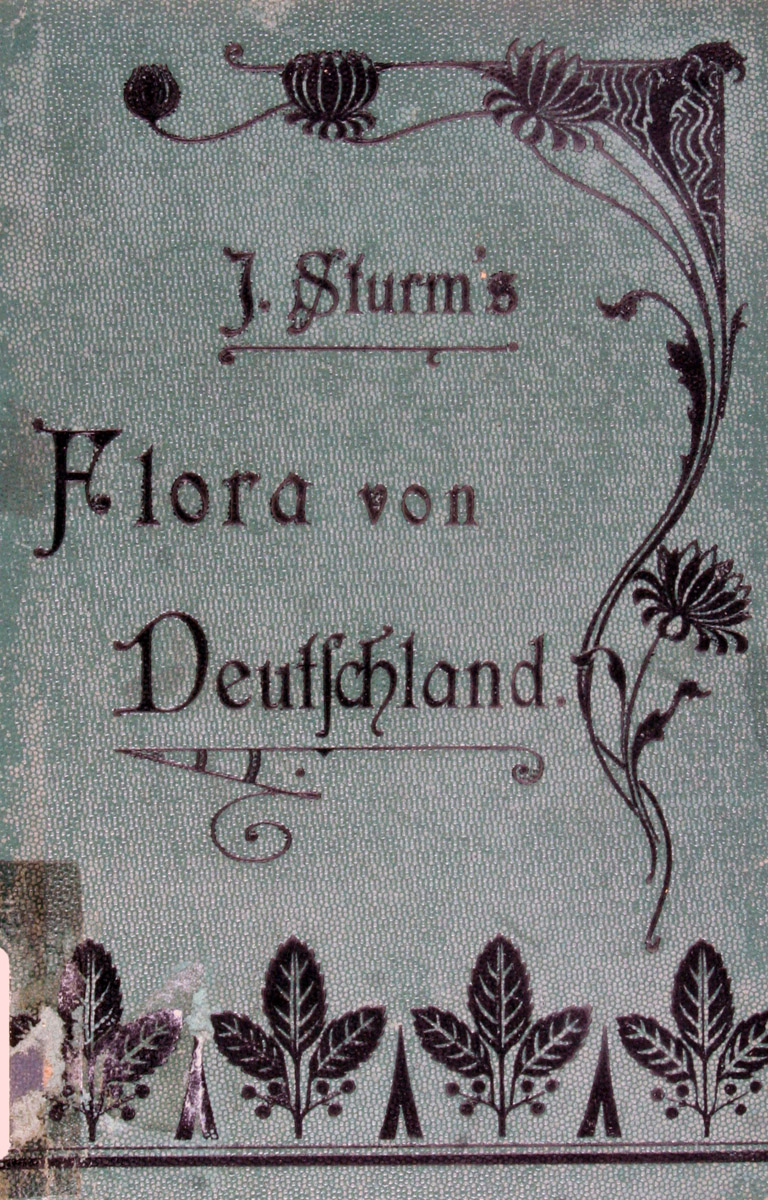 J. Sturm's
Flora von
Deutschland.